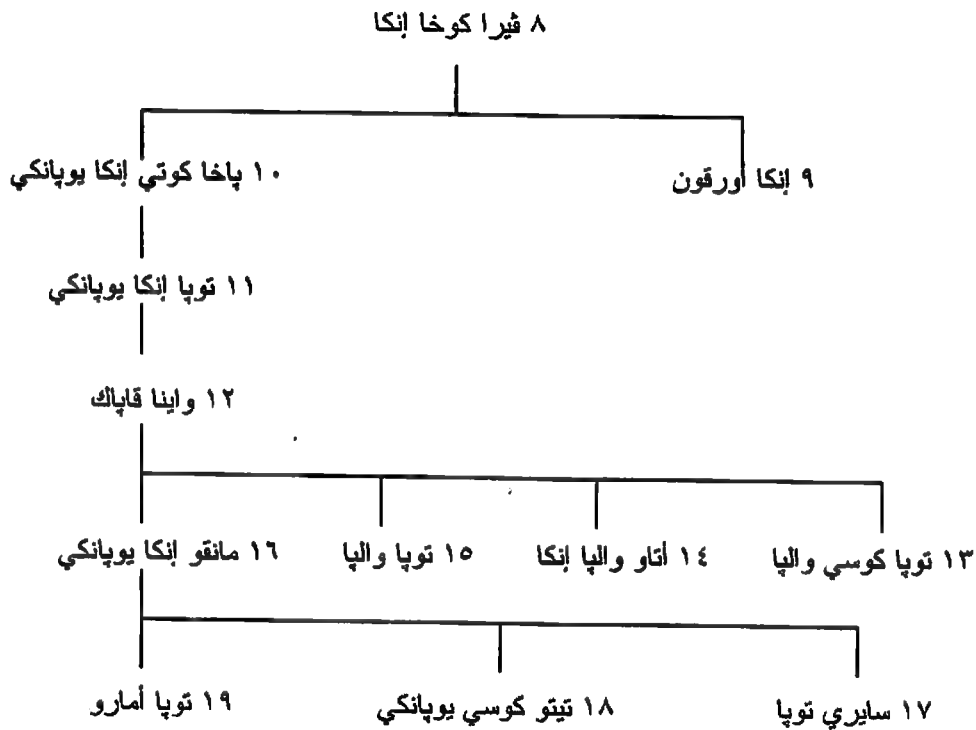 ٨ ڤيرا كوخا إنكا
٩ إنكا أورقون
١٠ پاخا كوتي إنكا يوپانكي
١١ توپا إنكا يوپانكي
١٢ واينا قاپاك
١٣ توپا كوسي والپا
١٤ أتاو والپا إنكا
١٥ توپا والپا
١٦ مانقو إنكا يوپانكي
١٧ سايري توپا
١٨ تيتو كوسي يوپانكي
١٩ توپا أمارو